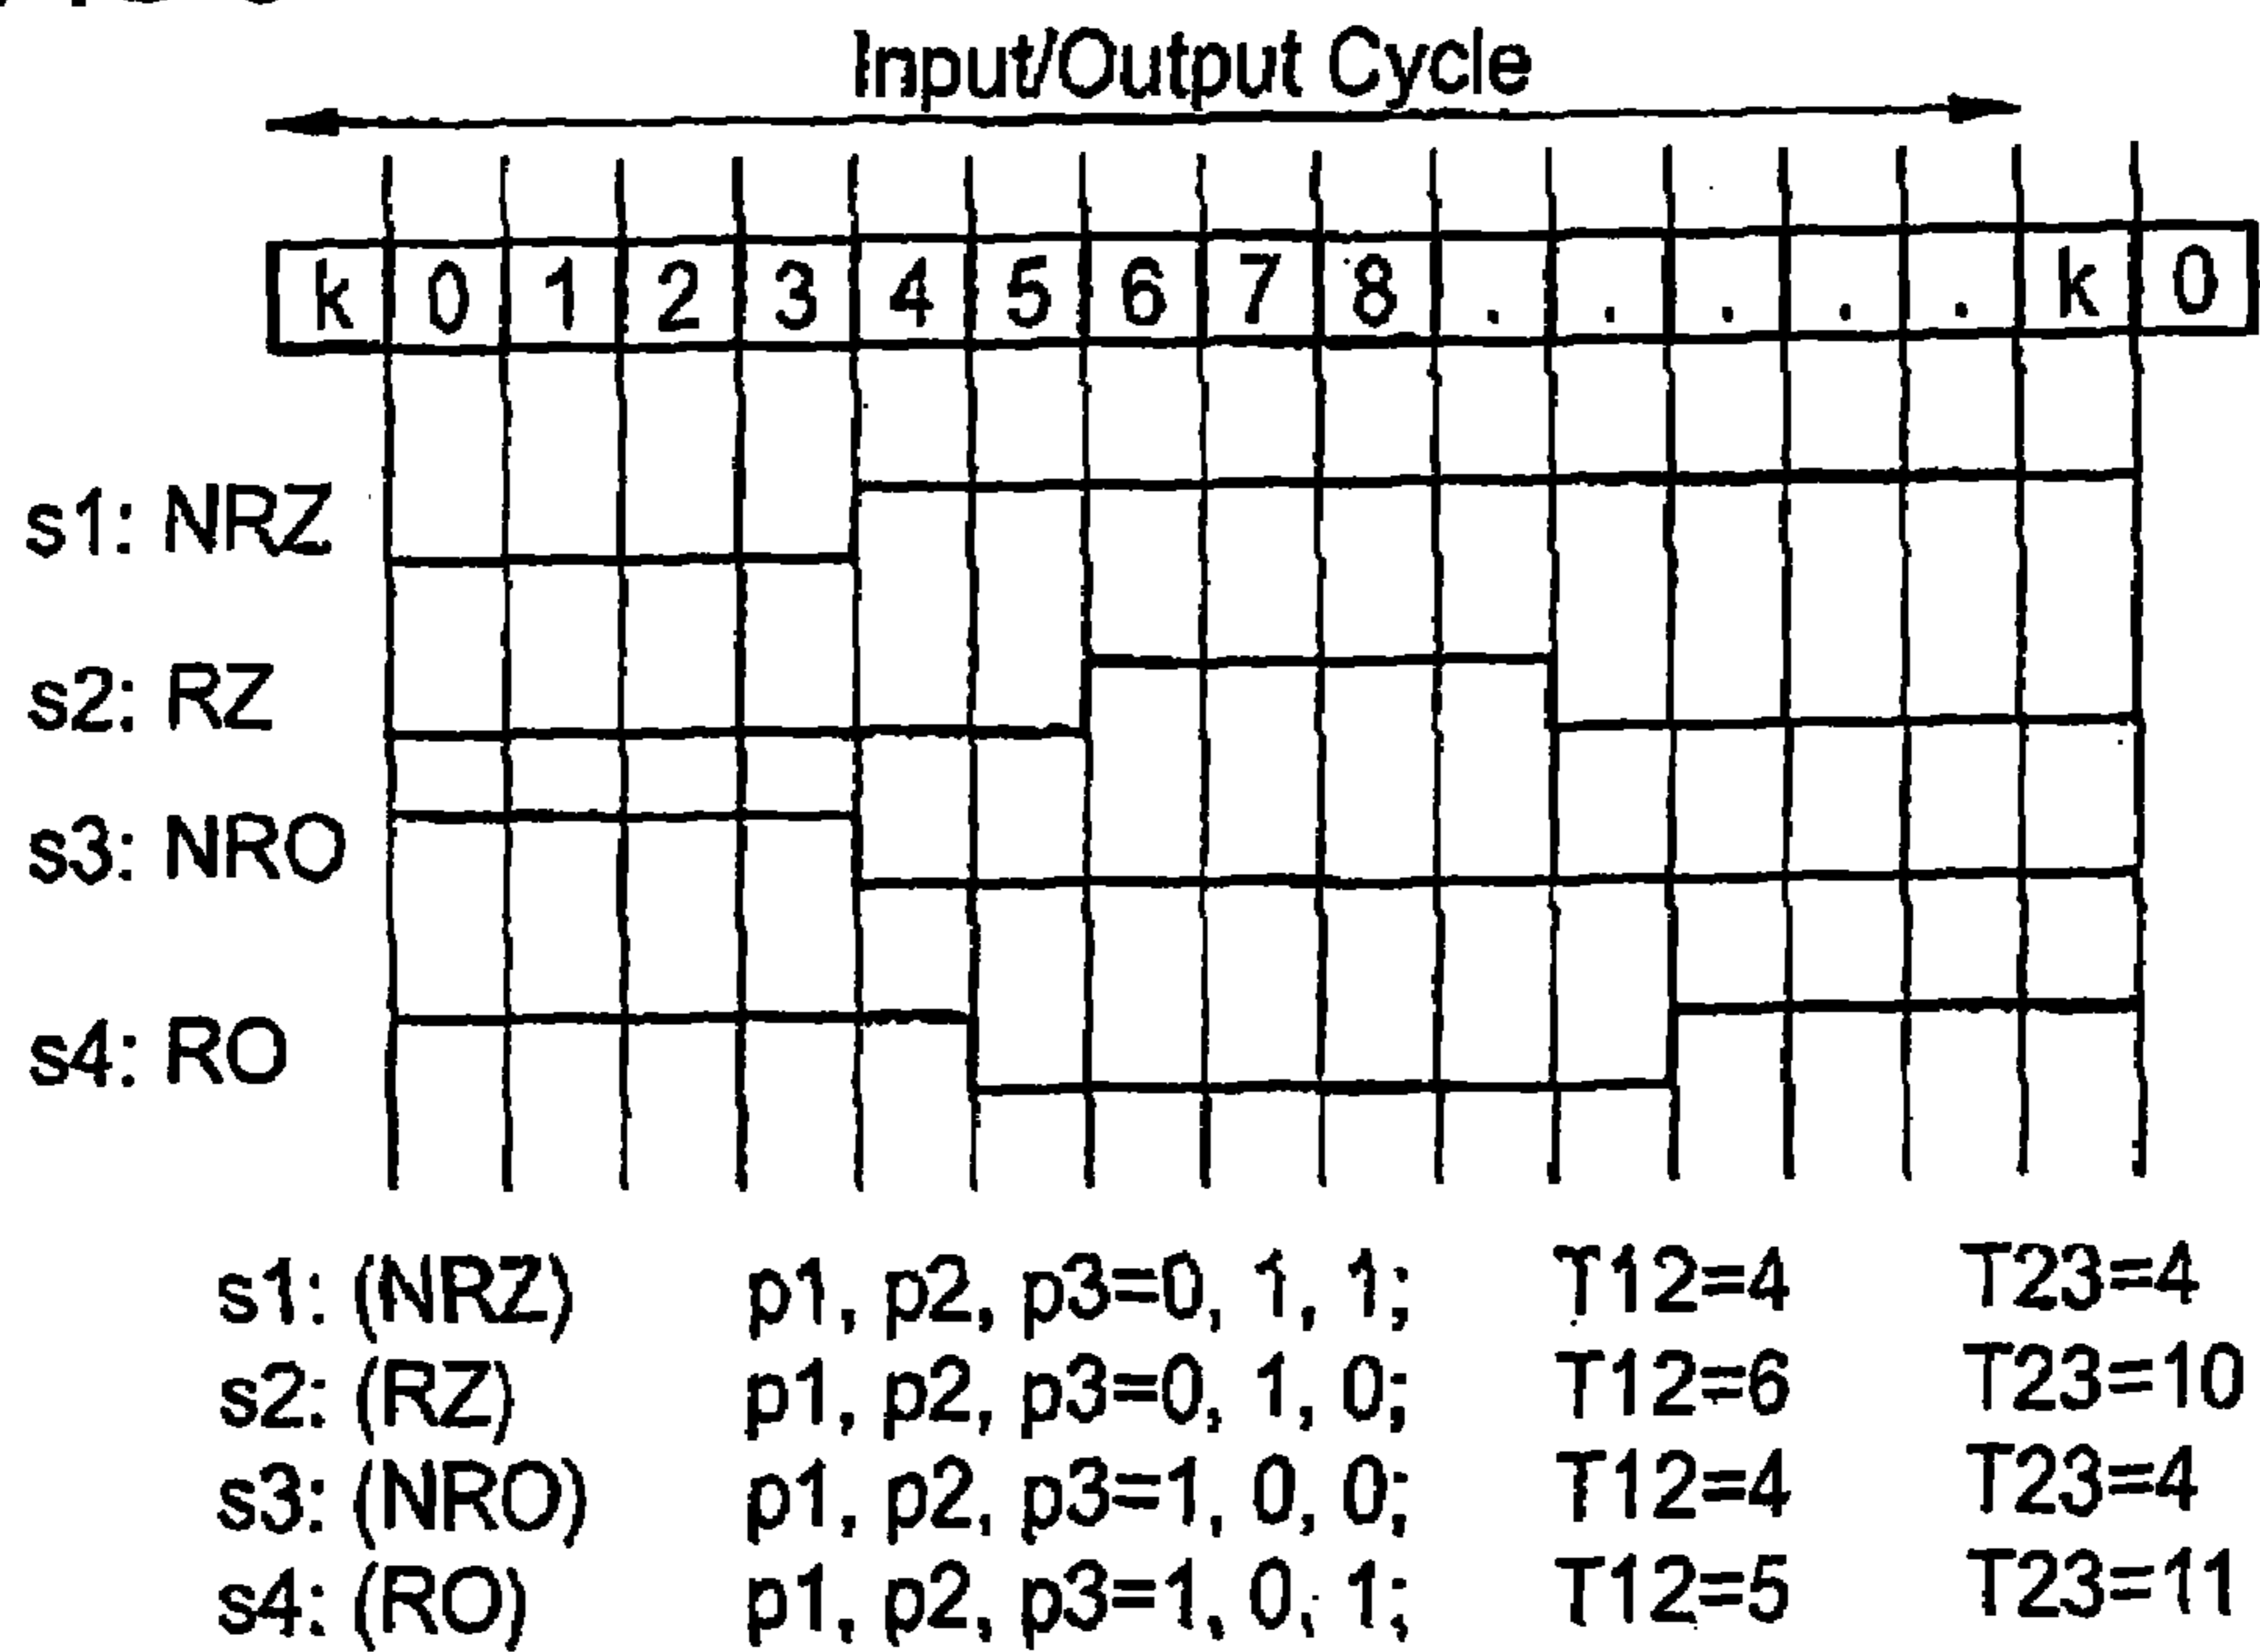 Input/Output Cycle
k 0 1 2 3 4 5 6 7 8 . . . . . k 0
s1: NRZ
s2: RZ
s3: NRO
s4: RO
s1: (NRZ) p1, p2, p3=0, 1, 1; T12=4 T23=4
s2: (RZ) p1, p2, p3=0, 1, 0; T12=6 T23=10
s3: (NRO) p1, p2, p3=1, 0, 0; T12=4 T23=4
s4: (RO) p1, p2, p3=1, 0, 1; T12=5 T23=11